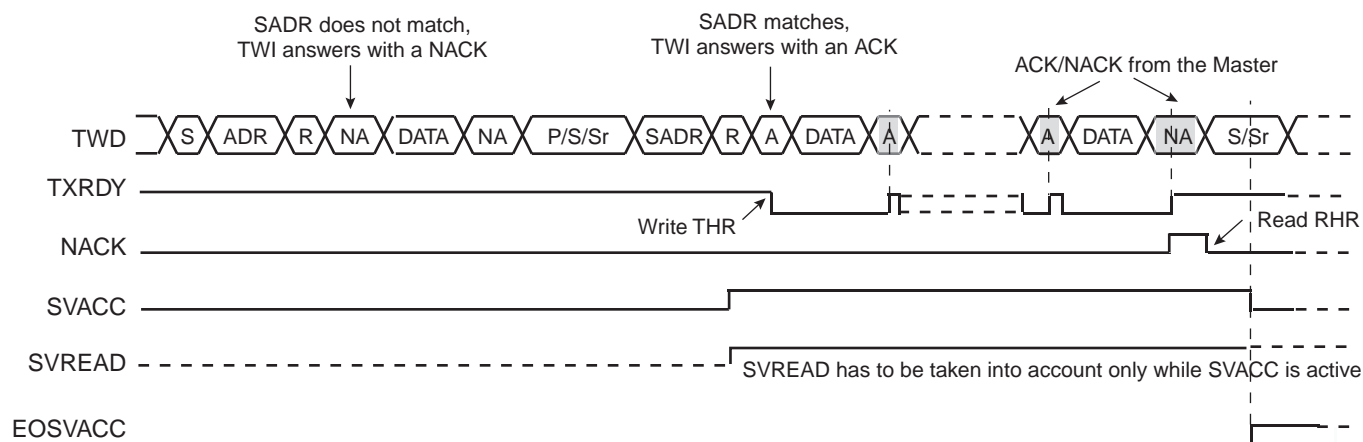 SADR does not match,
TWI answers with a NACK
SADR matches,
TWI answers with an ACK
ACK/NACK from the Master
TWD S ADR R NA DATA NA P/S/Sr SADR R A DATA A A DATA NA S/Sr
TXRDY
Write THR
Read RHR
NACK
SVACC
SVREAD
SVREAD has to be taken into account only while SVACC is active
EOSVACC